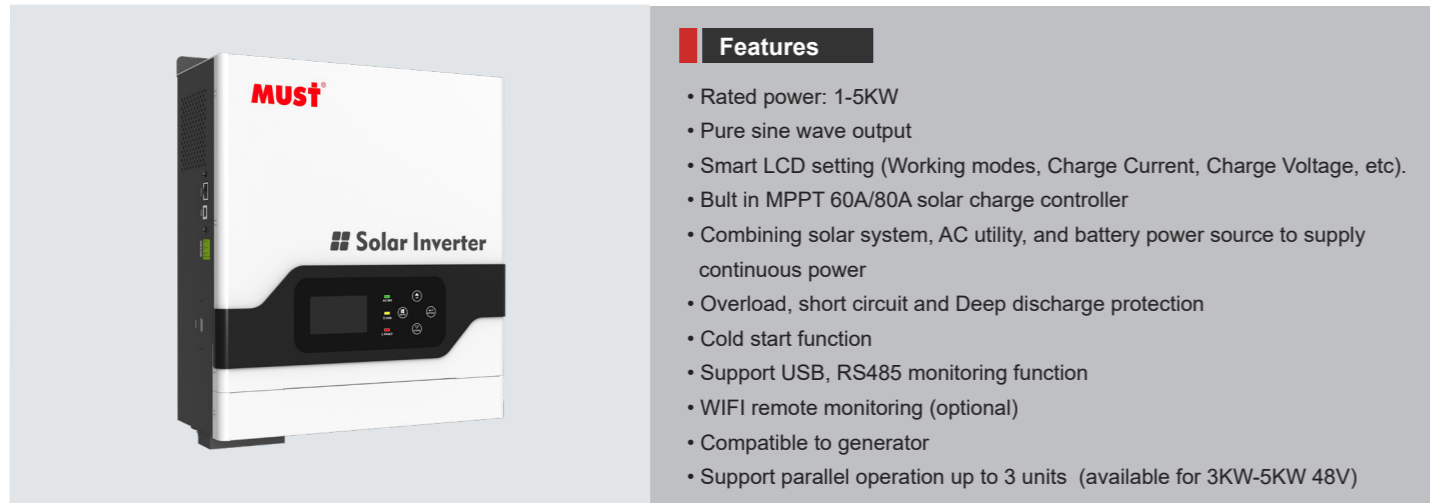 MUST®
Solar Inverter
Features
• Rated power: 1-5KW
• Pure sine wave output
• Smart LCD setting (Working modes, Charge Current, Charge Voltage, etc).
• Bult in MPPT 60A/80A solar charge controller
• Combining solar system, AC utility, and battery power source to supply
continuous power
• Overload, short circuit and Deep discharge protection
• Cold start function
• Support USB, RS485 monitoring function
• WIFI remote monitoring (optional)
• Compatible to generator
• Support parallel operation up to 3 units (available for 3KW-5KW 48V)